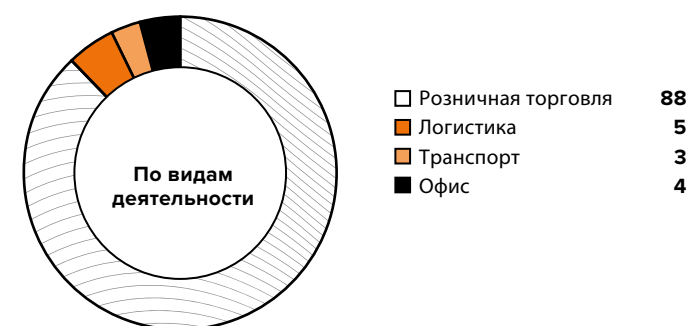 По видам
деятельности
Розничная торговля 88
Логистика 5
Транспорт 3
Офис 4